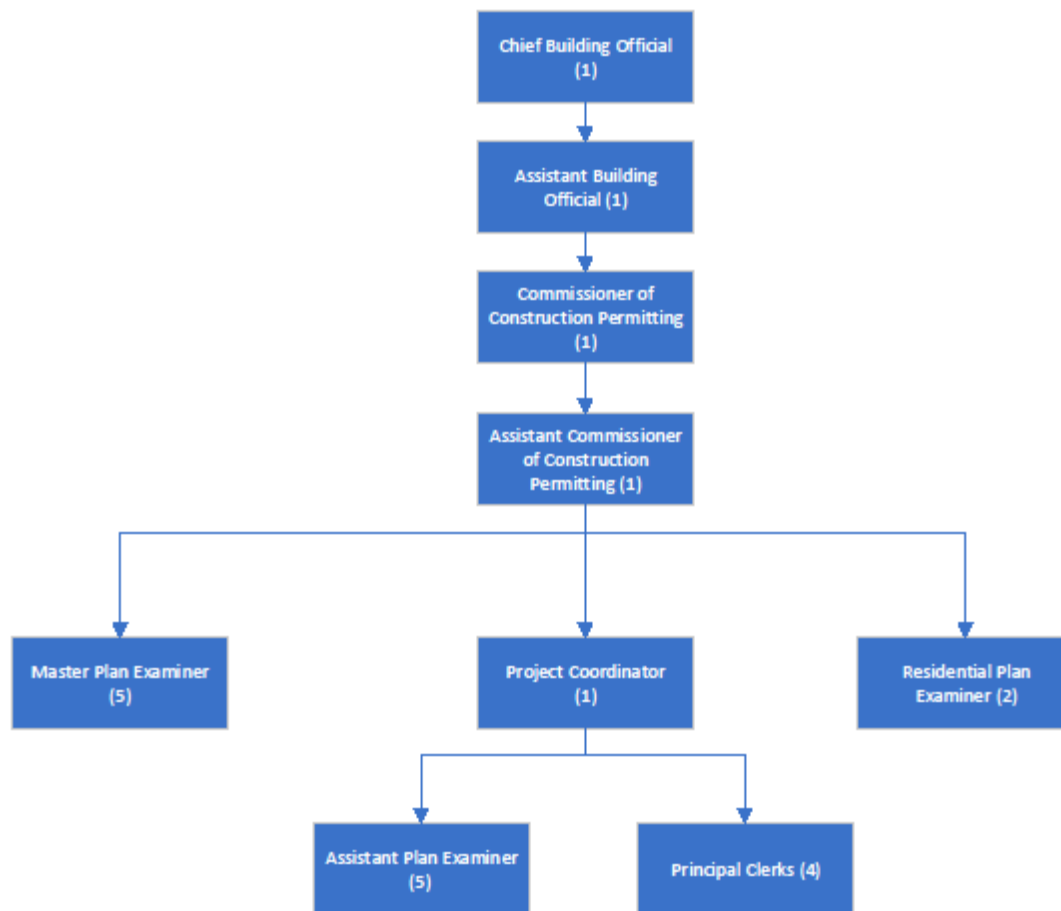 Chief Building Official
(1)
Assistant Building
Official (1)
Commissioner of
Construction Permitting
(1)
Assistant Commissioner
of Construction
Permitting (1)
Master Plan Examiner
(5)
Project Coordinator
(1)
Residential Plan
Examiner (2)
Assistant Plan Examiner
(5)
Principal Clerks (4)